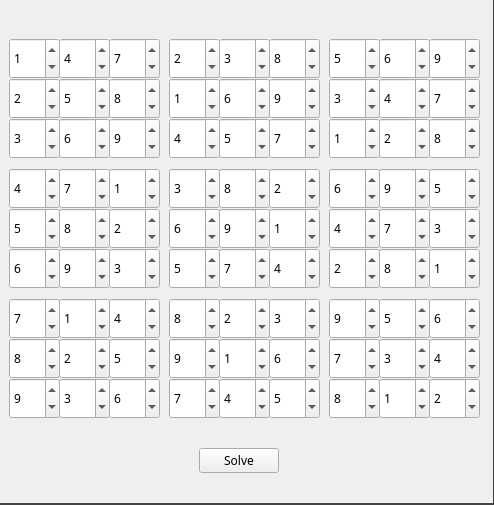 1 4 7 2 3 8 5 6 9
2 5 8 1 6 9 3 4 7
3 6 9 4 5 7 1 2 8
4 7 1 3 8 2 6 9 5
5 8 2 6 9 1 4 7 3
6 9 3 5 7 4 2 8 1
7 1 4 8 2 3 9 5 6
8 2 5 9 1 6 7 3 4
9 3 6 7 4 5 8 1 2
Solve